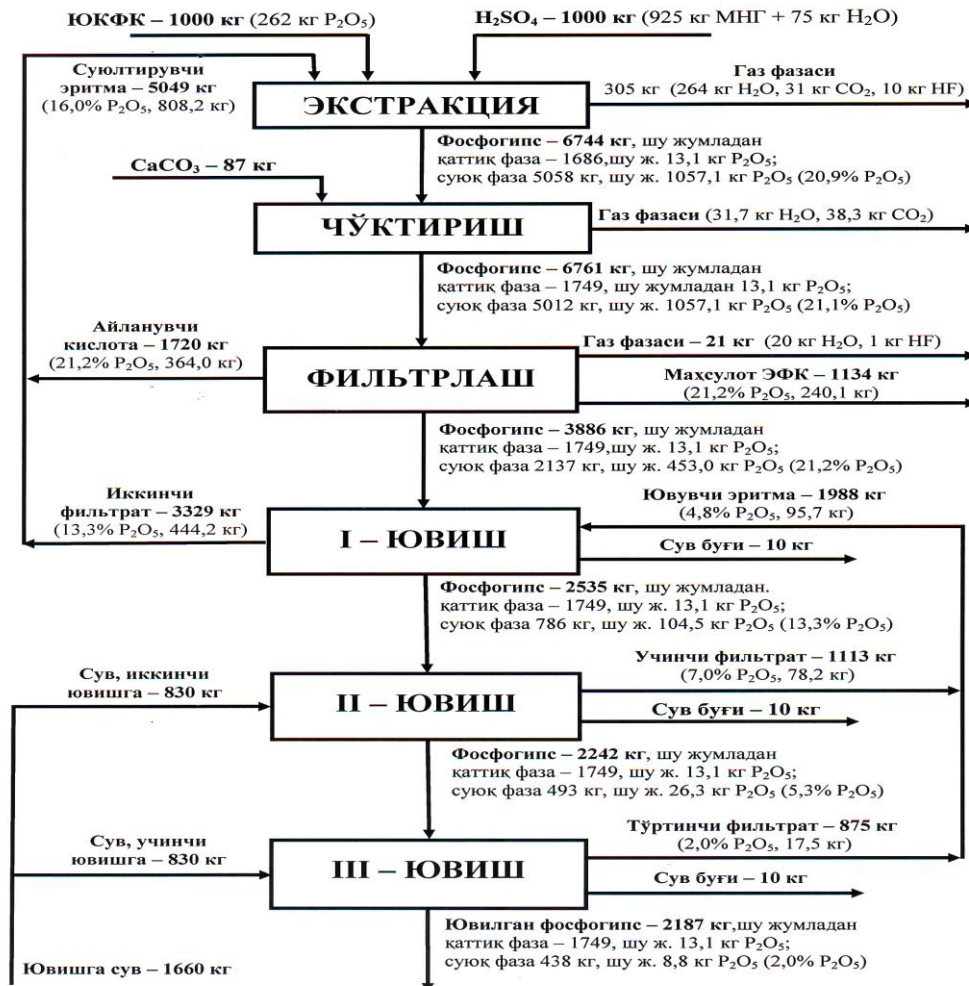 ЮКФК – 1000 кг (262 кг P₂O₅)
H₂SO₄ – 1000 кг (925 кг МНГ + 75 кг H₂O)
Суюлтирувчи
эритма – 5049 кг
(16,0% P₂O₅, 808,2 кг)
ЭКСТРАКЦИЯ
Газ фазаси
305 кг (264 кг H₂O, 31 кг CO₂, 10 кг HF)
Фосфогипс – 6744 кг, шу жумладан
қаттиқ фаза – 1686,шу ж. 13,1 кг P₂O₅;
суюқ фаза 5058 кг, шу ж. 1057,1 кг P₂O₅ (20,9% P₂O₅)
CaCO₃ – 87 кг
ЧЎКТИРИШ
Газ фазаси (31,7 кг H₂O, 38,3 кг CO₂)
Фосфогипс – 6761 кг, шу жумладан
қаттиқ фаза – 1749, шу жумладан 13,1 кг P₂O₅;
суюқ фаза 5012 кг, шу ж. 1057,1 кг P₂O₅ (21,1% P₂O₅)
Айланувчи
кислота – 1720 кг
(21,2% P₂O₅, 364,0 кг)
ФИЛЬТРЛАШ
Газ фазаси – 21 кг (20 кг H₂O, 1 кг HF)
Махсулот ЭФК – 1134 кг
(21,2% P₂O₅, 240,1 кг)
Фосфогипс – 3886 кг, шу жумладан
қаттиқ фаза – 1749,шу ж. 13,1 кг P₂O₅;
суюқ фаза 2137 кг, шу ж. 453,0 кг P₂O₅ (21,2% P₂O₅)
Иккинчи
фильтрат – 3329 кг
(13,3% P₂O₅, 444,2 кг)
I – ЮВИШ
Ювувчи эритма – 1988 кг
(4,8% P₂O₅, 95,7 кг)
Сув буғи – 10 кг
Фосфогипс – 2535 кг, шу жумладан.
қаттиқ фаза – 1749, шу ж. 13,1 кг P₂O₅;
суюқ фаза 786 кг, шу ж. 104,5 кг P₂O₅ (13,3% P₂O₅)
Сув, иккинчи
ювишга – 830 кг
II – ЮВИШ
Учинчи фильтрат – 1113 кг
(7,0% P₂O₅, 78,2 кг)
Сув буғи – 10 кг
Фосфогипс – 2242 кг, шу жумладан
қаттиқ фаза – 1749, шу ж. 13,1 кг P₂O₅;
суюқ фаза 493 кг, шу ж. 26,3 кг P₂O₅ (5,3% P₂O₅)
Сув, учинчи
ювишга – 830 кг
III – ЮВИШ
Тўртинчи фильтрат – 875 кг
(2,0% P₂O₅, 17,5 кг)
Сув буғи – 10 кг
Ювилган фосфогипс – 2187 кг,шу жумладан
қаттиқ фаза – 1749, шу ж. 13,1 кг P₂O₅;
суюқ фаза 438 кг, шу ж. 8,8 кг P₂O₅ (2,0% P₂O₅)
Ювишга сув – 1660 кг